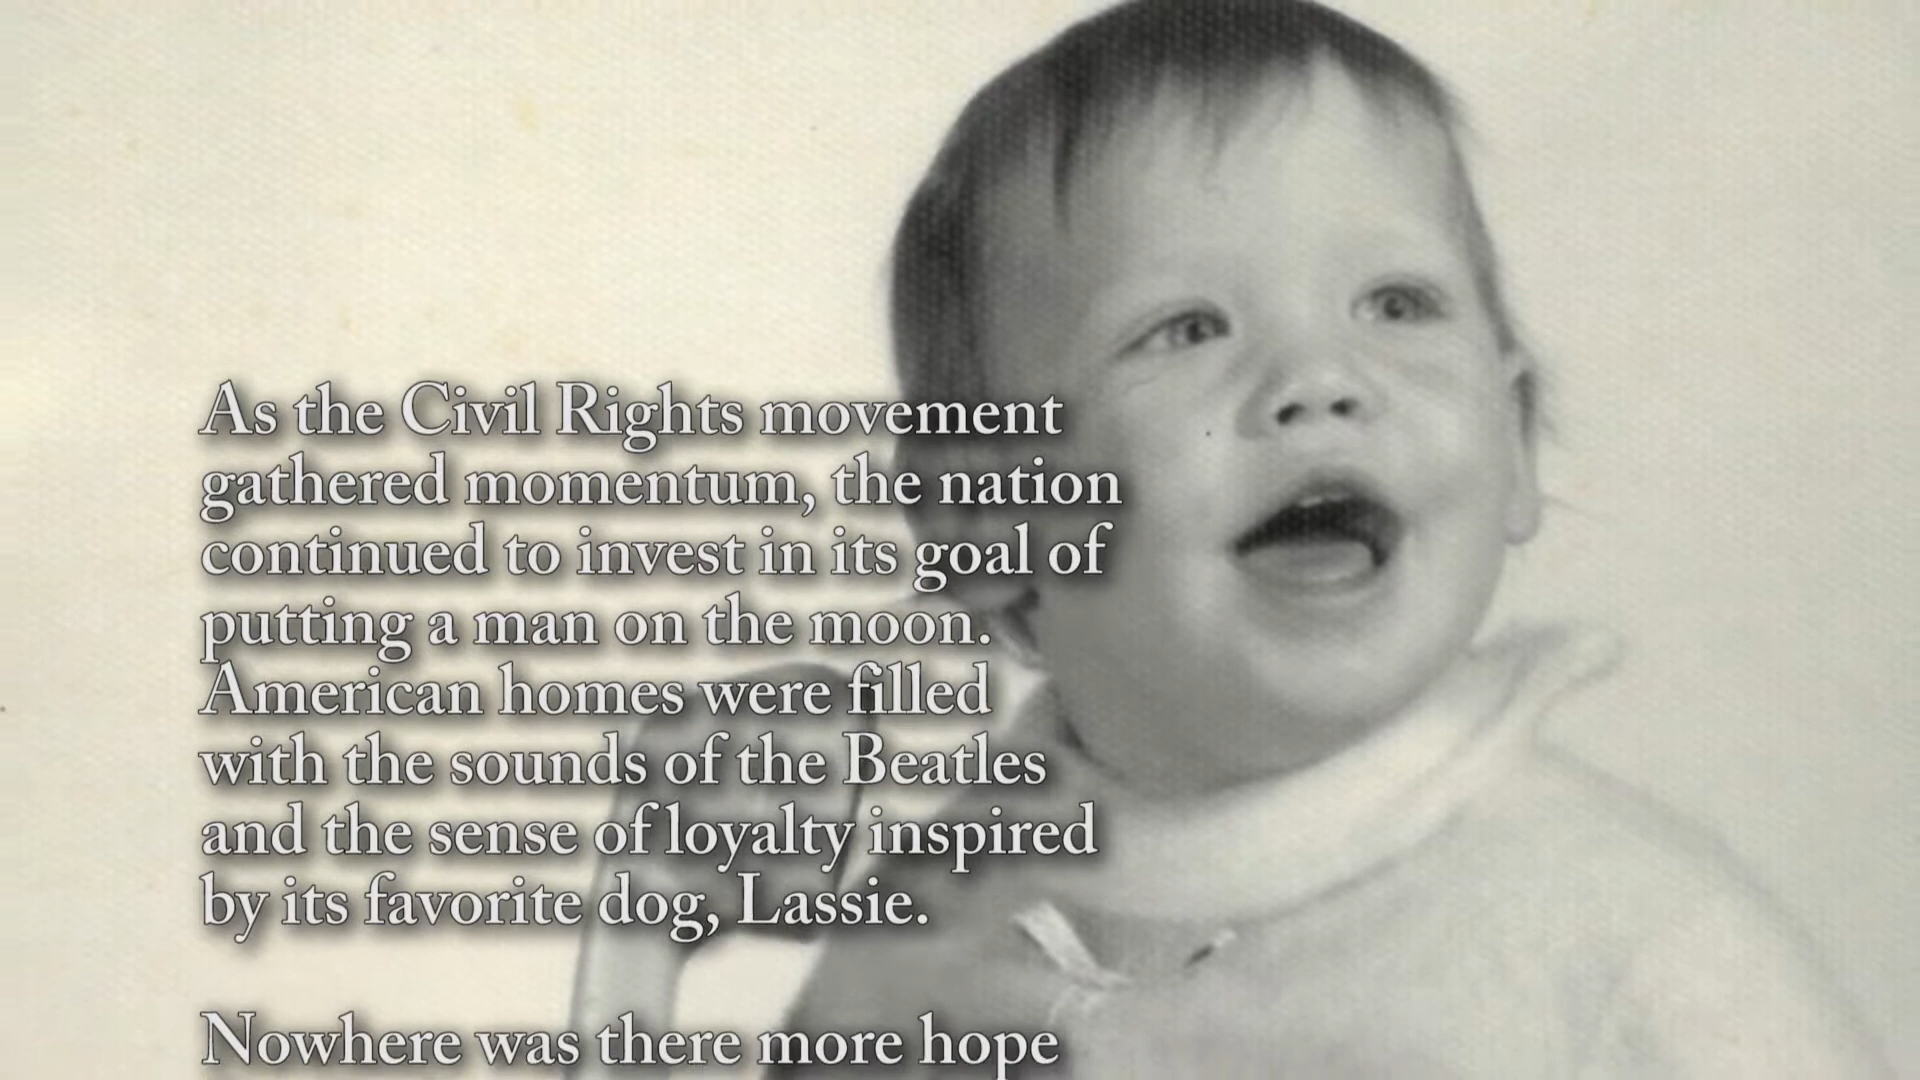 As the Civil Rights movement
gathered momentum, the nation
continued to invest in its goal of
putting a man on the moon.
American homes were filled
with the sounds of the Beatles
and the sense of loyalty inspired
by its favorite dog, Lassie.
Nowhere was there more hope